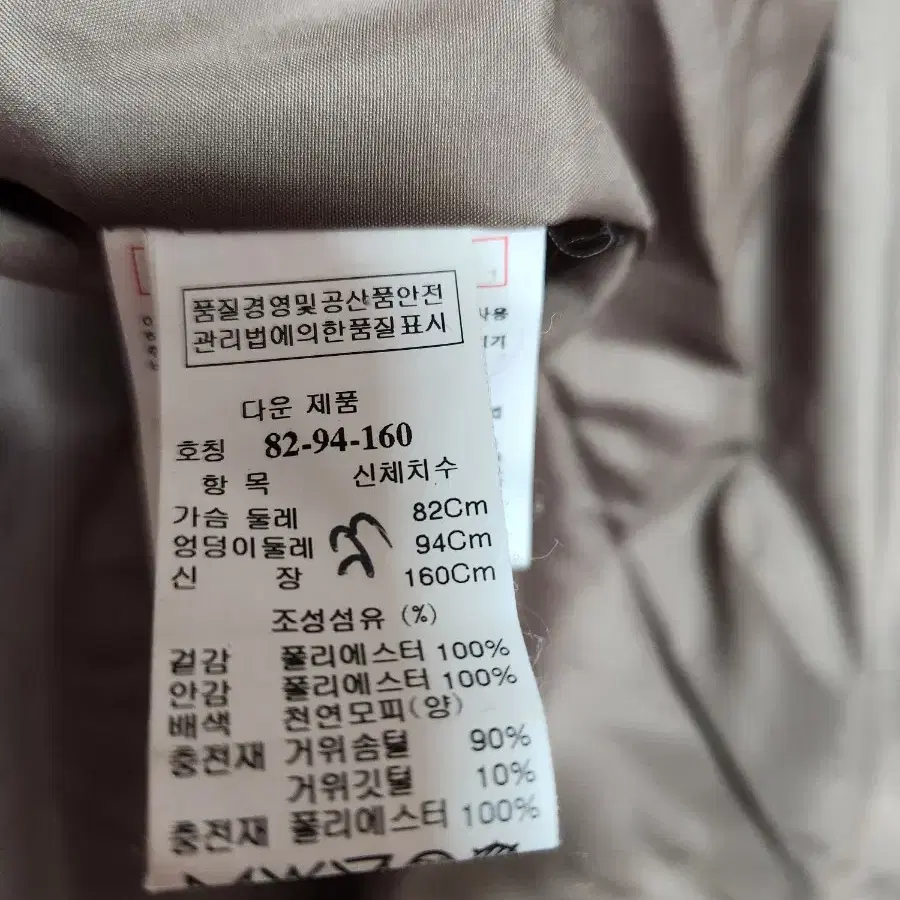 품질경영및공산품안전
관리법에의한품질표시
다운 제품
호칭 82-94-160
항 목 신체치수
가슴 둘레 82Cm
엉덩이둘레 94Cm
신 장 160Cm
조성섬유 (%)
겉감 폴리에스터 100%
안감 폴리에스터 100%
배색 천연모피(양)
충전재 거위솜털 90%
거위깃털 10%
충전재 폴리에스터 100%